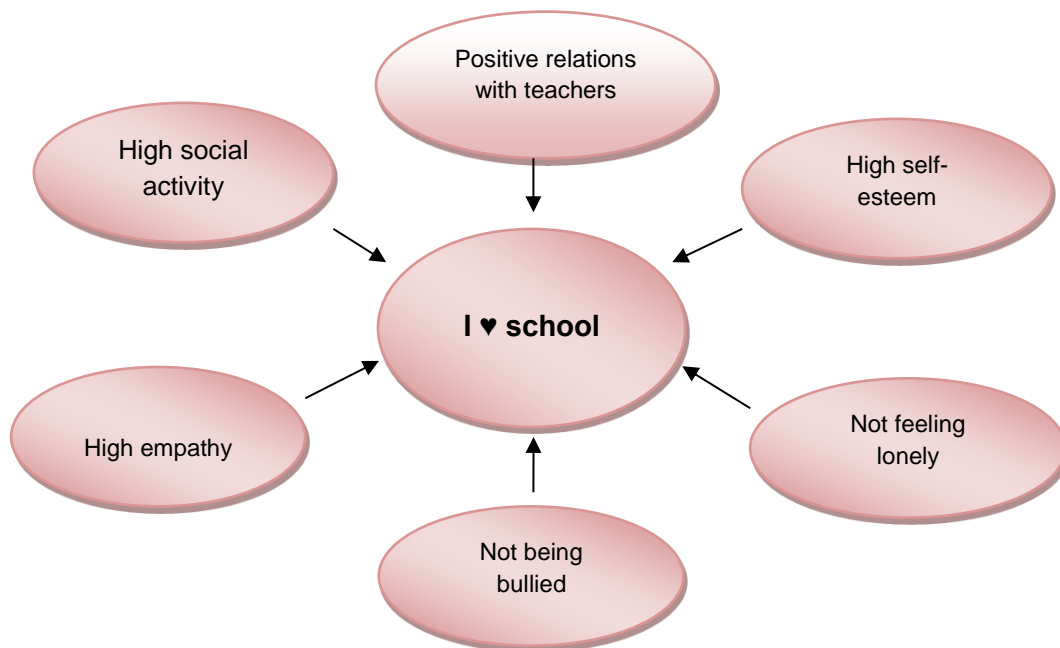 Positive relations
with teachers
High social
activity
High self-
esteem
I ♥ school
High empathy
Not feeling
lonely
Not being
bullied